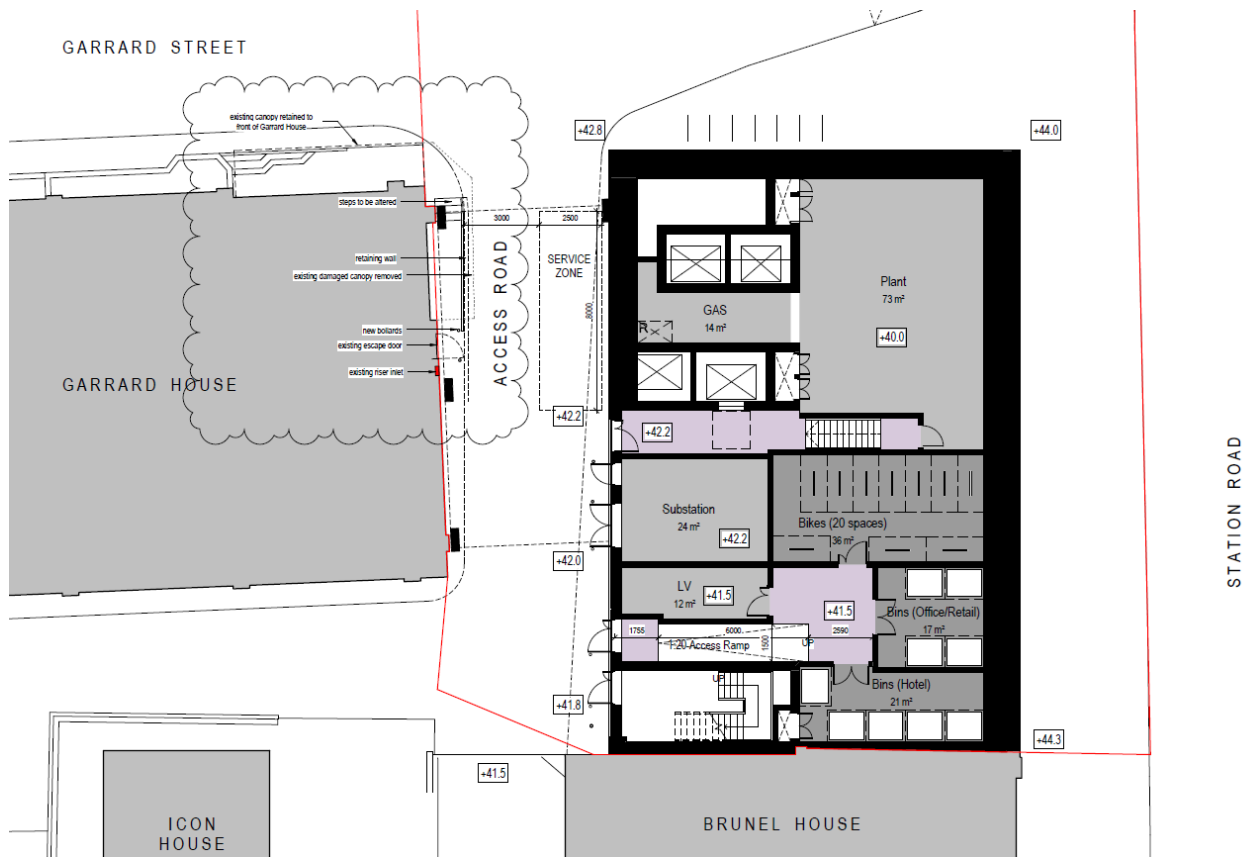 GARRARD STREET
existing canopy retained to
front of Garrard House
+42.8
+44.0
steps to be altered
3000
2500
retaining wall
SERVICE
ZONE
existing damaged canopy removed
ACCESS ROAD
8000
Plant
73 m²
GAS
14 m²
R
+40.0
new bollards
existing escape door
existing riser inlet
GARRARD HOUSE
+42.2
+42.2
STATION ROAD
Substation
24 m²
+42.2
Bikes (20 spaces)
36 m²
+42.0
LV
12 m²
+41.5
+41.5
Bins (Office/Retail)
17 m²
1755
6000
2590
1:20 Access Ramp
1500
UP
UP
Bins (Hotel)
21 m²
+41.8
+44.3
+41.5
ICON
HOUSE
BRUNEL HOUSE